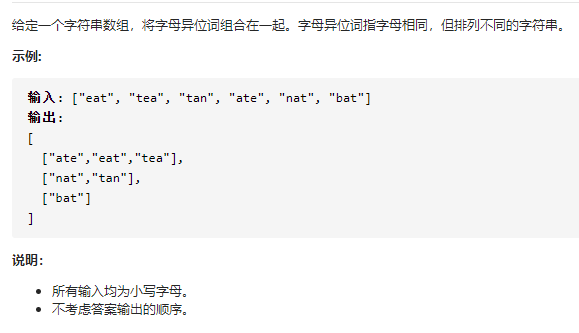 给定一个字符串数组，将字母异位词组合在一起。字母异位词指字母相同，但排列不同的字符串。
示例:
输入: ["eat", "tea", "tan", "ate", "nat", "bat"]
输出:
[
  ["ate","eat","tea"],
  ["nat","tan"],
  ["bat"]
]
说明：
• 所有输入均为小写字母。
• 不考虑答案输出的顺序。